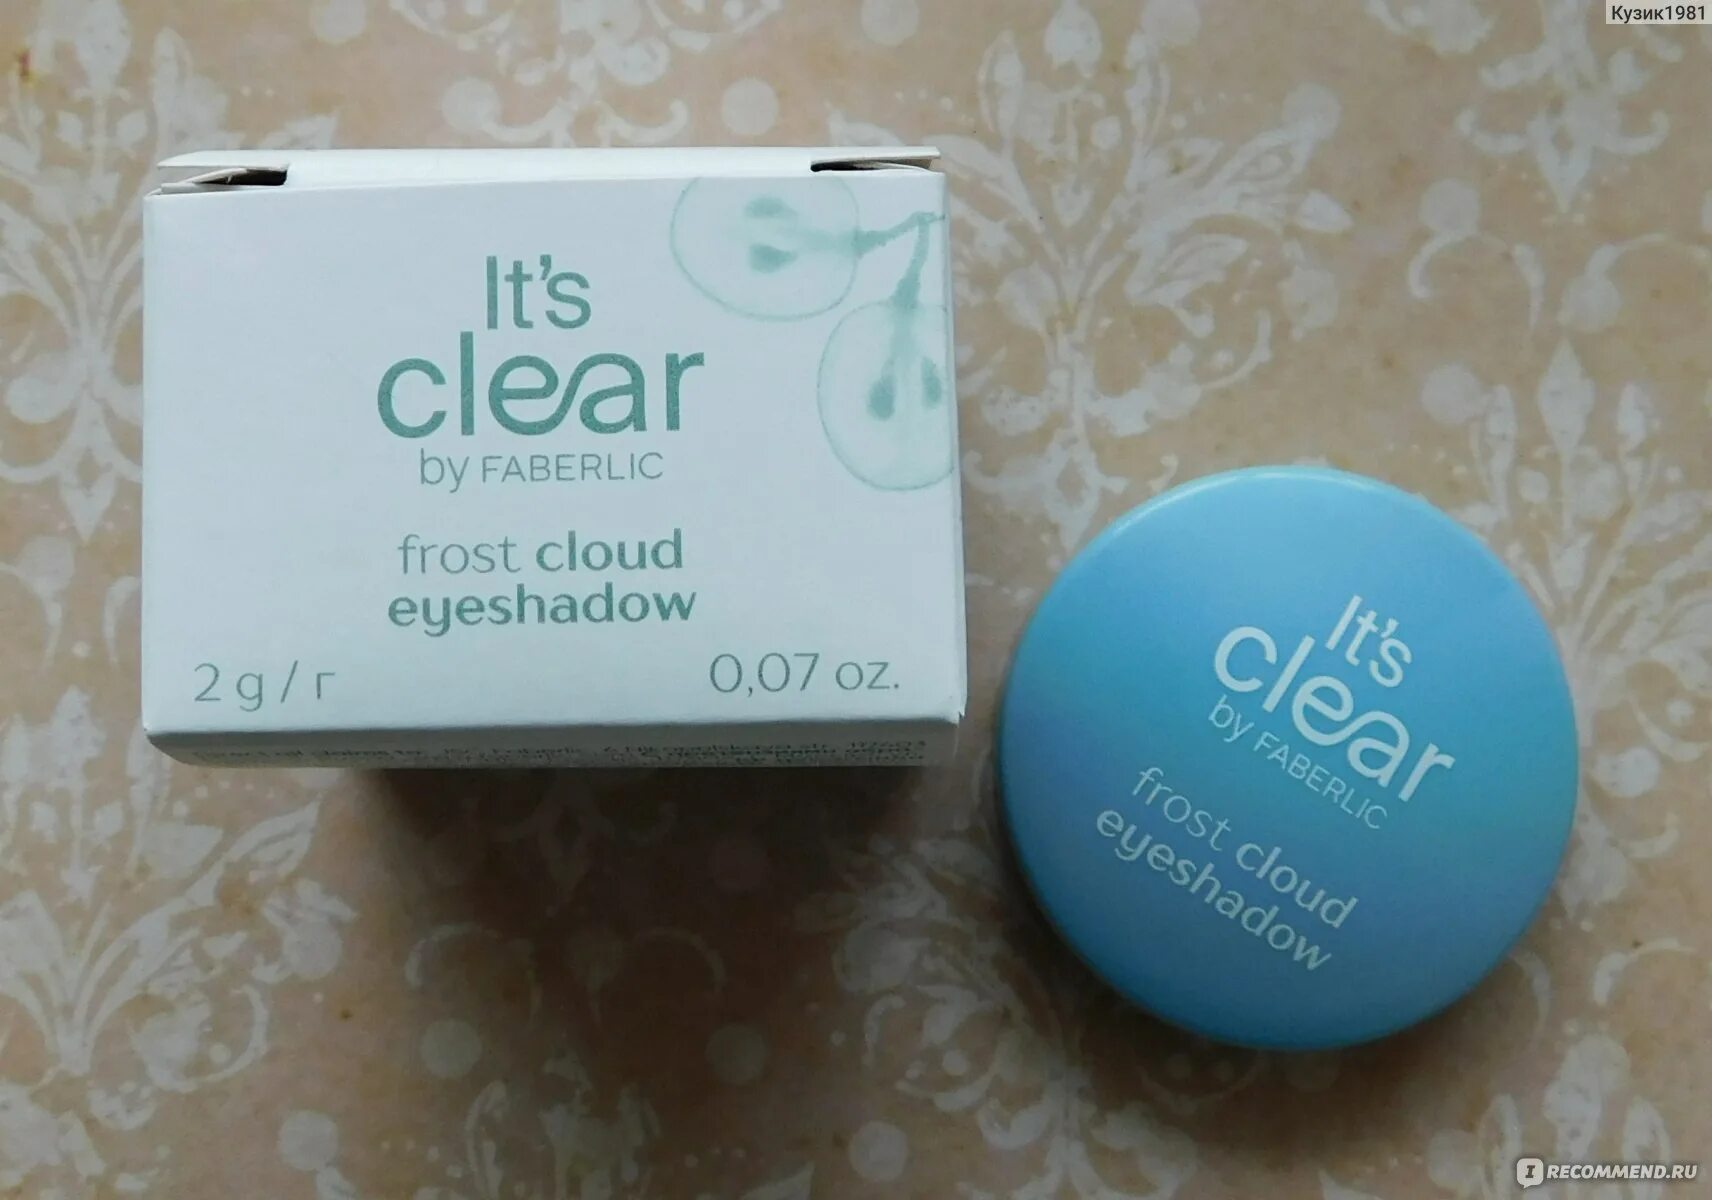 Кузик1981
It's
clear
by FABERLIC
frost cloud
eyeshadow
2 g / г
0,07 oz.
It's
clear
by FABERLIC
frost cloud
eyeshadow
IRECOMMEND.RU